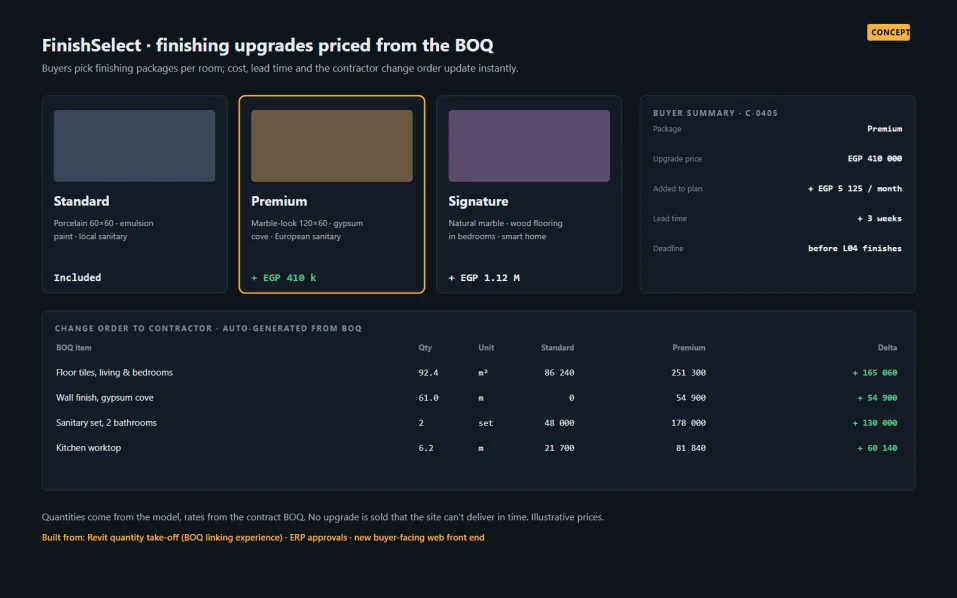 FinishSelect · finishing upgrades priced from the BOQ
CONCEPT
Buyers pick finishing packages per room; cost, lead time and the contractor change order update instantly.
Standard
Porcelain 60×60 · emulsion
paint · local sanitary
Included
Premium
Marble-look 120×60 · gypsum
cove · European sanitary
+ EGP 410 k
Signature
Natural marble · wood flooring
in bedrooms · smart home
+ EGP 1.12 M
BUYER SUMMARY · C-0405
Package Premium
Upgrade price EGP 410 000
Added to plan + EGP 5 125 / month
Lead time + 3 weeks
Deadline before L04 finishes
CHANGE ORDER TO CONTRACTOR · AUTO-GENERATED FROM BOQ
BOQ item Qty Unit Standard Premium Delta
Floor tiles, living & bedrooms 92.4 m² 86 240 251 300 + 165 060
Wall finish, gypsum cove 61.0 m 0 54 900 + 54 900
Sanitary set, 2 bathrooms 2 set 48 000 178 000 + 130 000
Kitchen worktop 6.2 m 21 700 81 840 + 60 140
Quantities come from the model, rates from the contract BOQ. No upgrade is sold that the site can't deliver in time. Illustrative prices.
Built from: Revit quantity take-off (BOQ linking experience) · ERP approvals · new buyer-facing web front end